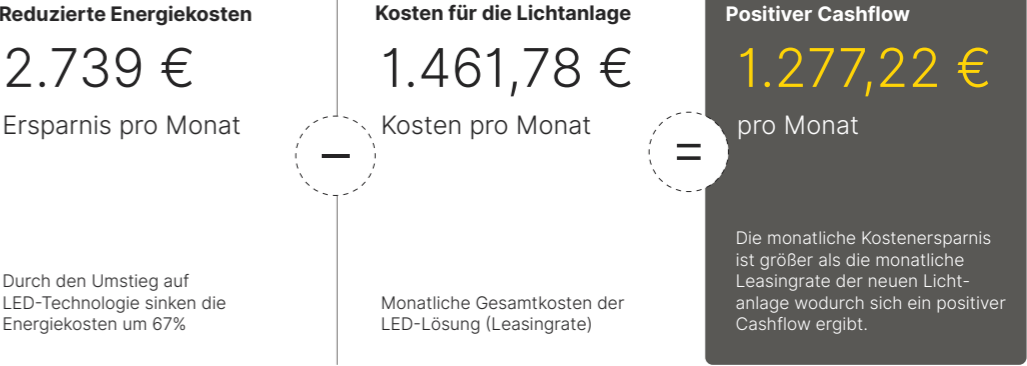 Reduzierte Energiekosten
2.739 €
Ersparnis pro Monat
Durch den Umstieg auf
LED-Technologie sinken die
Energiekosten um 67%
–
Kosten für die Lichtanlage
1.461,78 €
Kosten pro Monat
Monatliche Gesamtkosten der
LED-Lösung (Leasingrate)
=
Positiver Cashflow
1.277,22 €
pro Monat
Die monatliche Kostenersparnis
ist größer als die monatliche
Leasingrate der neuen Licht-
anlage wodurch sich ein positiver
Cashflow ergibt.